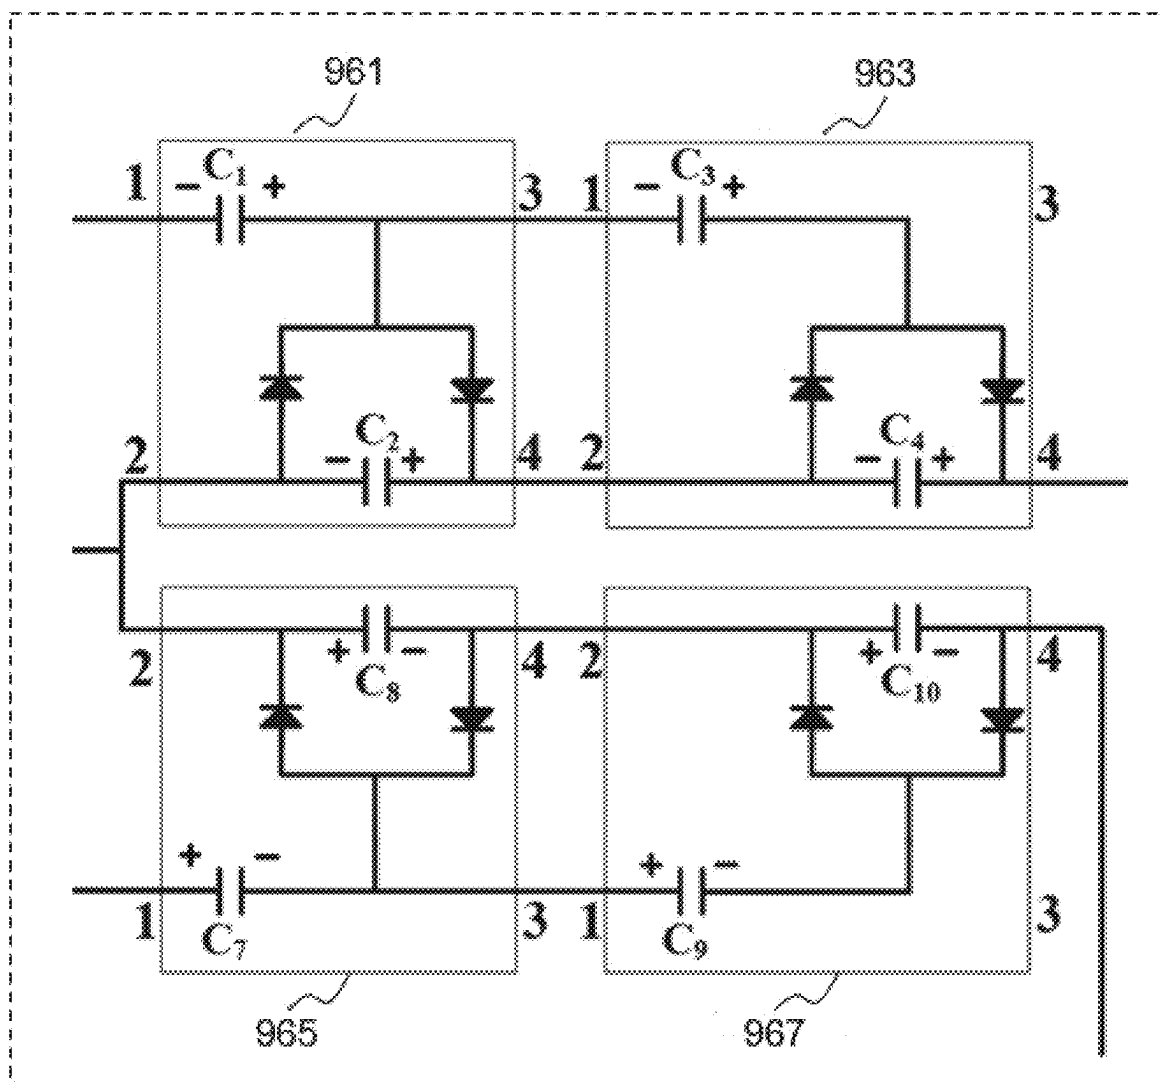 961
963
1 − C1 + 3 1 − C3 + 3
2 − C2 + 4 2 − C4 + 4
2 + C8 − 4 2 + C10 − 4
1 + C7 − 3 1 + C9 − 3
965
967